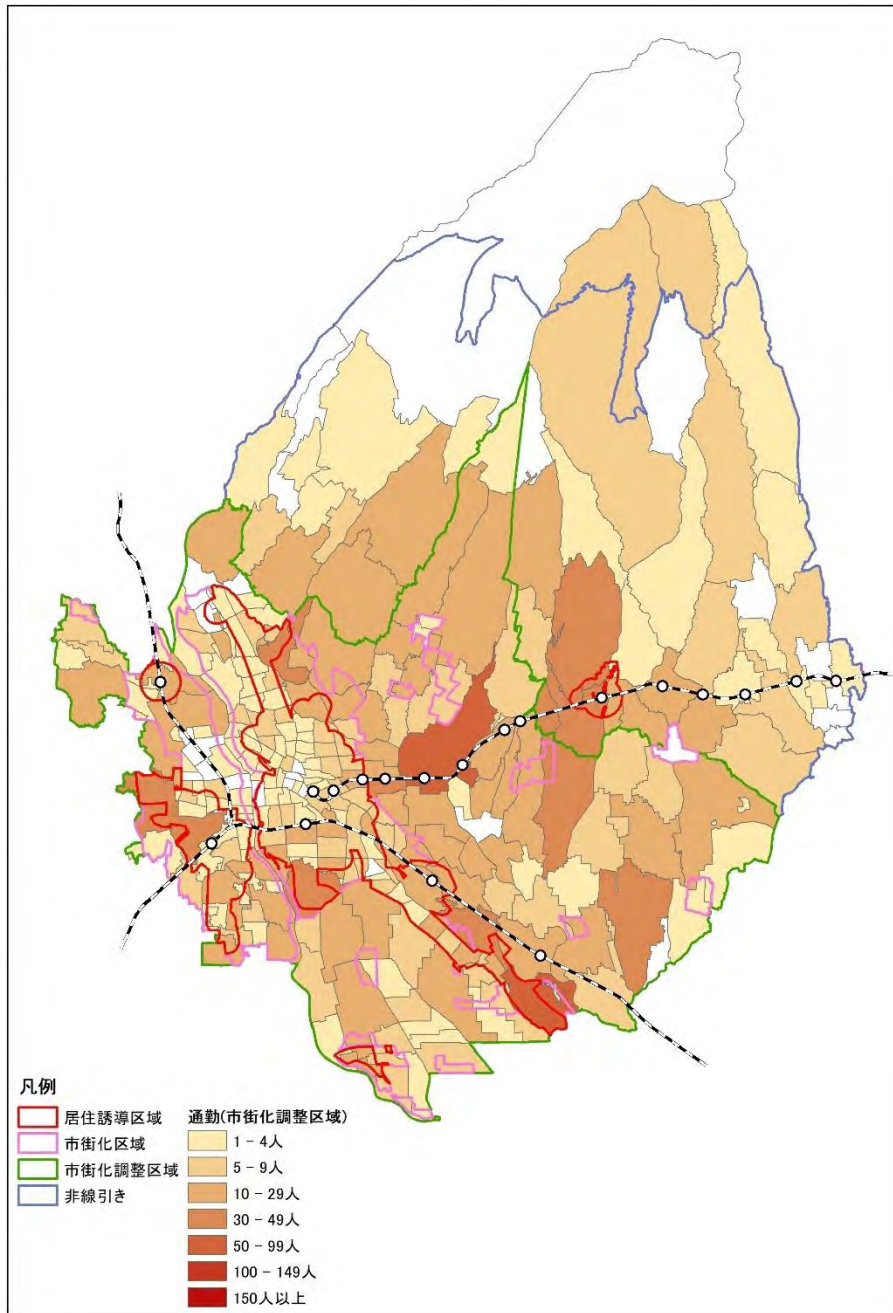 凡例
居住誘導区域
市街化区域
市街化調整区域
非線引き
通勤(市街化調整区域)
1 - 4人
5 - 9人
10 - 29人
30 - 49人
50 - 99人
100 - 149人
150人以上